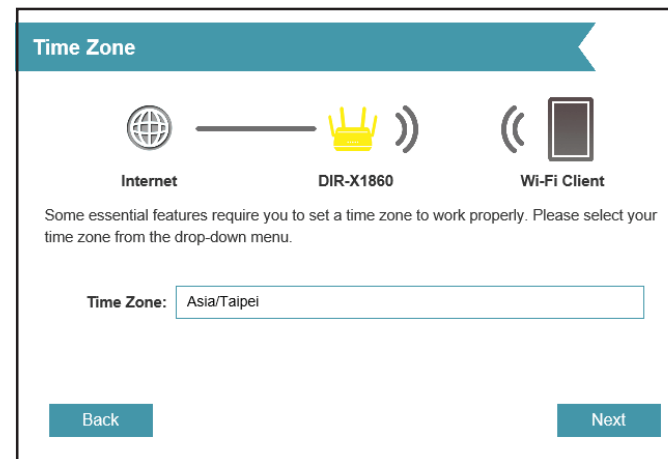 Time Zone
Internet
DIR-X1860
Wi-Fi Client
Some essential features require you to set a time zone to work properly. Please select your
time zone from the drop-down menu.
Time Zone: Asia/Taipei
Back
Next